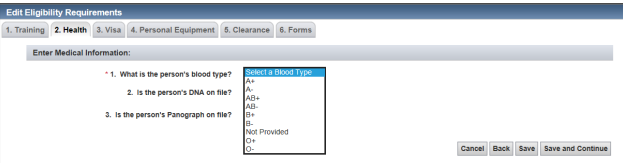 Edit Eligibility Requirements
1. Training 2. Health 3. Visa 4. Personal Equipment 5. Clearance 6. Forms
Enter Medical Information:
* 1. What is the person's blood type?
Select a Blood Type
A+
A-
AB+
AB-
B+
B-
Not Provided
O+
O-
2. Is the person's DNA on file?
3. Is the person's Panograph on file?
Cancel Back Save Save and Continue